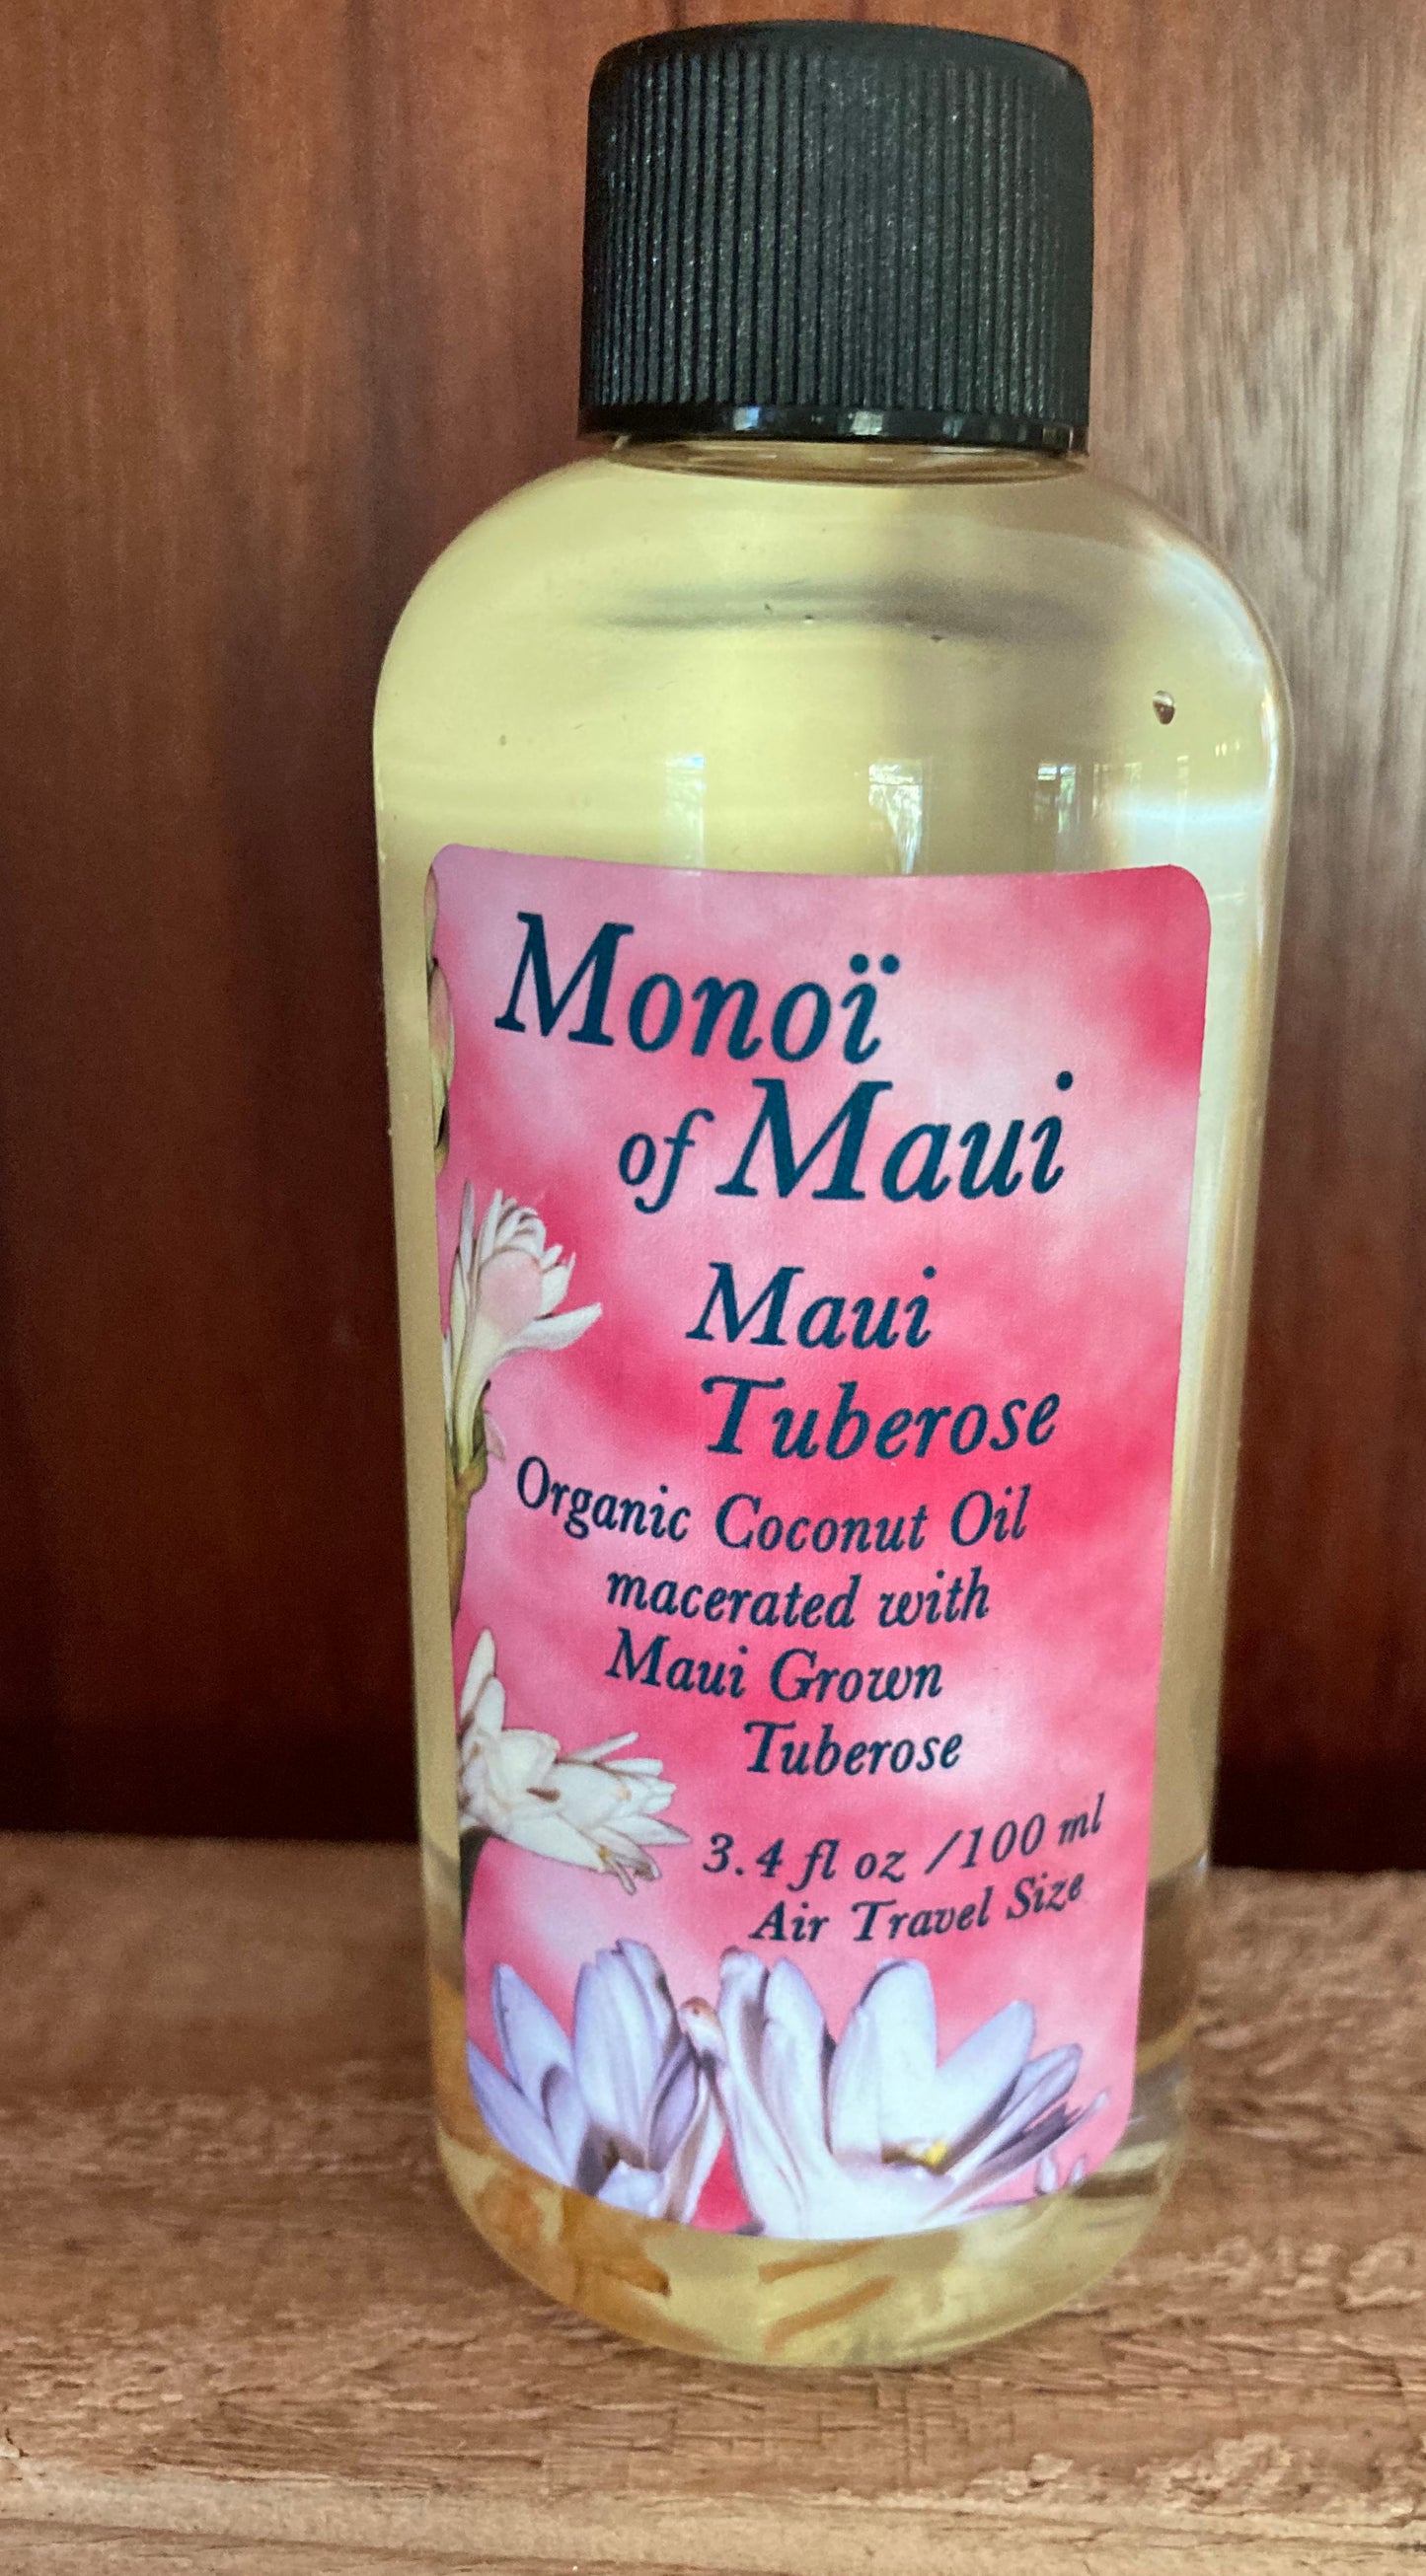 Monoï
of Maui
Maui
Tuberose
Organic Coconut Oil
macerated with
Maui Grown
Tuberose
3.4 fl oz /100 ml
Air Travel Size